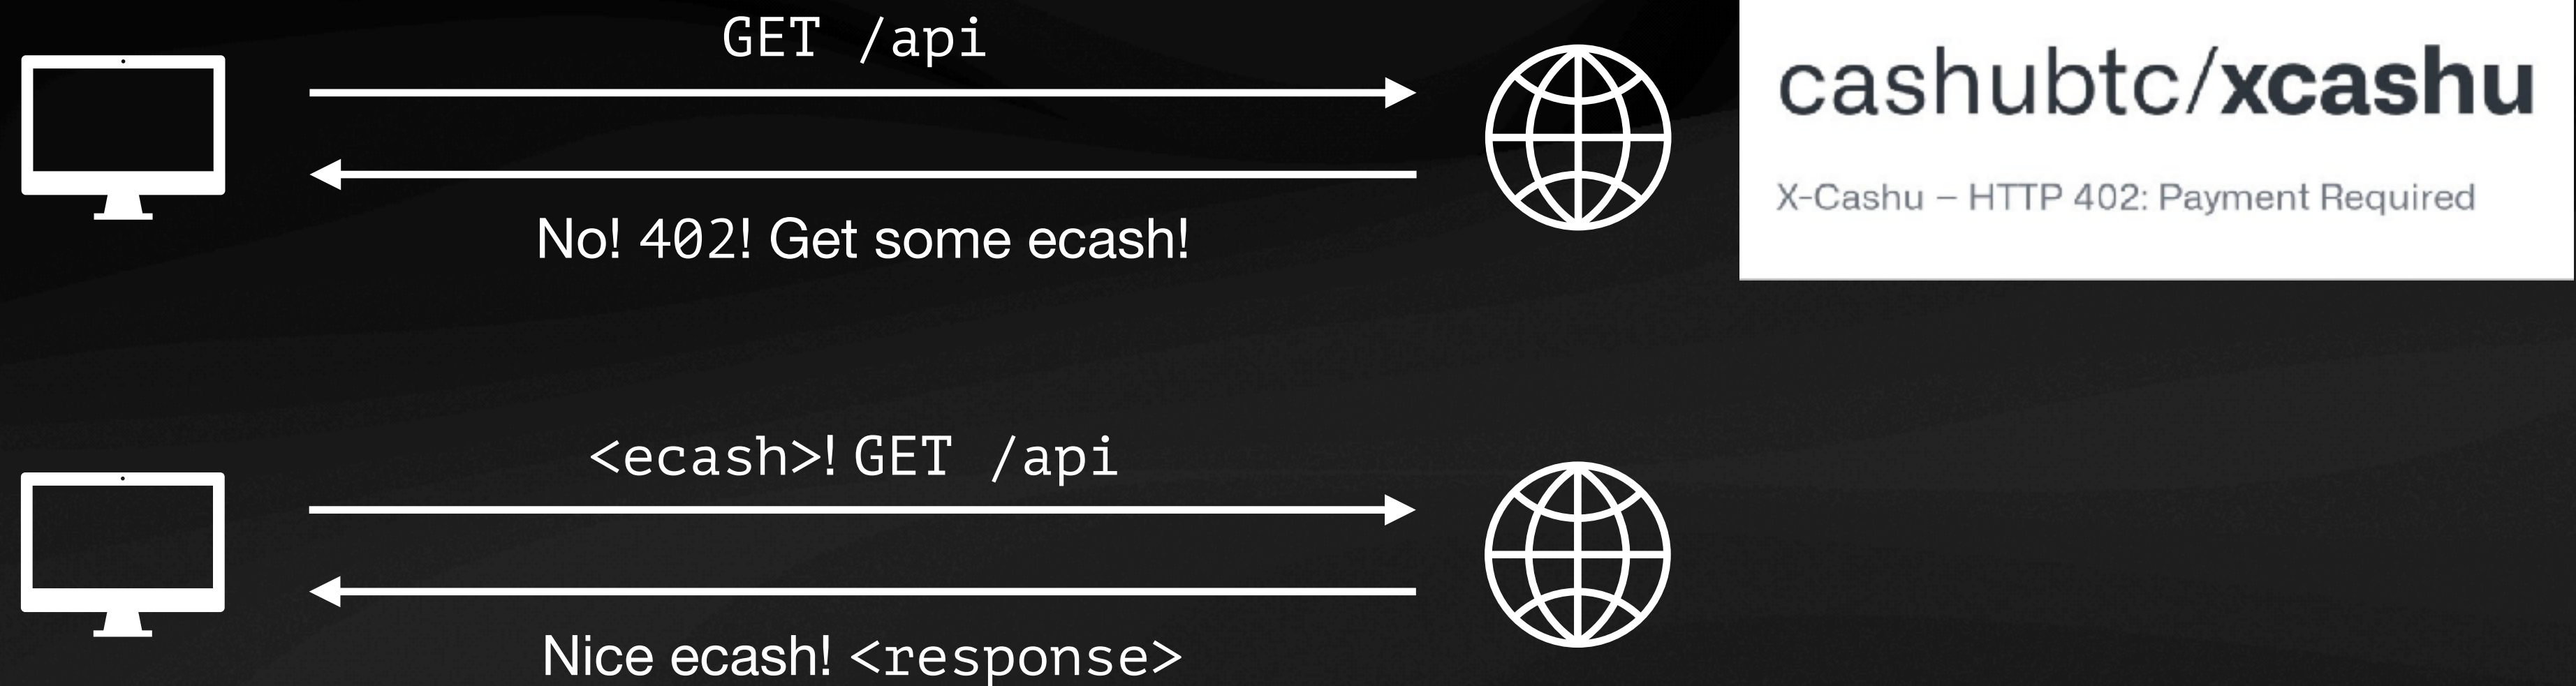 GET /api
No! 402! Get some ecash!
cashubtc/xcashu
X-Cashu – HTTP 402: Payment Required
<ecash>! GET /api
Nice ecash! <response>